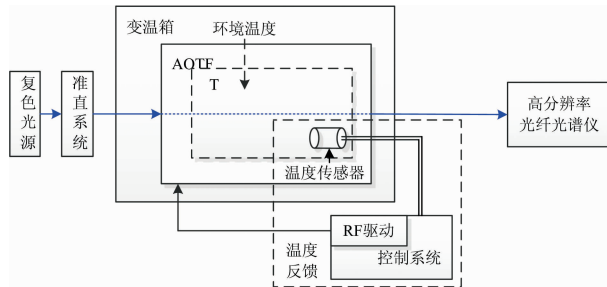 变温箱
环境温度
AOTF
T
复色光源
准直系统
高分辨率
光纤光谱仪
温度传感器
RF驱动
控制系统
温度
反馈